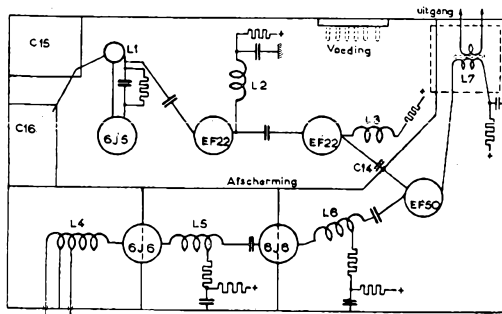 uitgang
C15
L1
Voeding
L7
L2
C16
6j5
EF22
EF22
L3
C14
Afscherming
EF50
L4
6J6
L5
6J6
L6